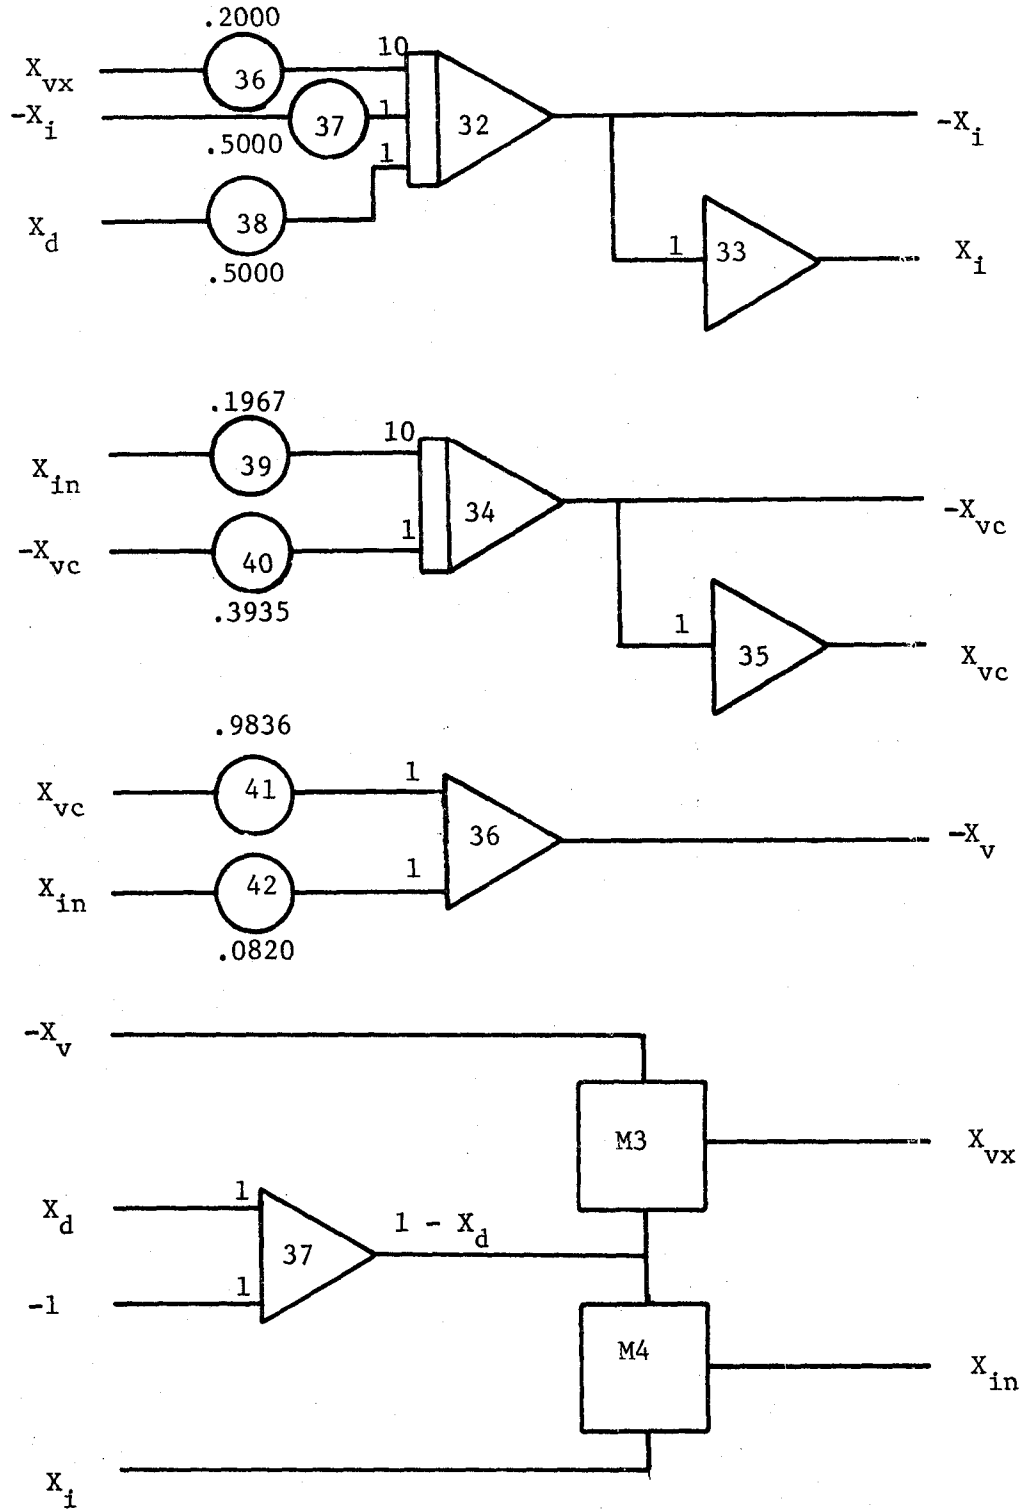 .2000
X_vx 36 10
-X_i 37 1 32 -X_i
.5000 1
X_d 38
.5000
1 33 X_i
.1967
X_in 39 10
34 -X_vc
-X_vc 40 1
.3935
1 35 X_vc
.9836
X_vc 41 1
36 -X_v
X_in 42 1
.0820
-X_v
M3 X_vx
X_d 1
37 1 - X_d
-1 1
M4 X_in
X_i